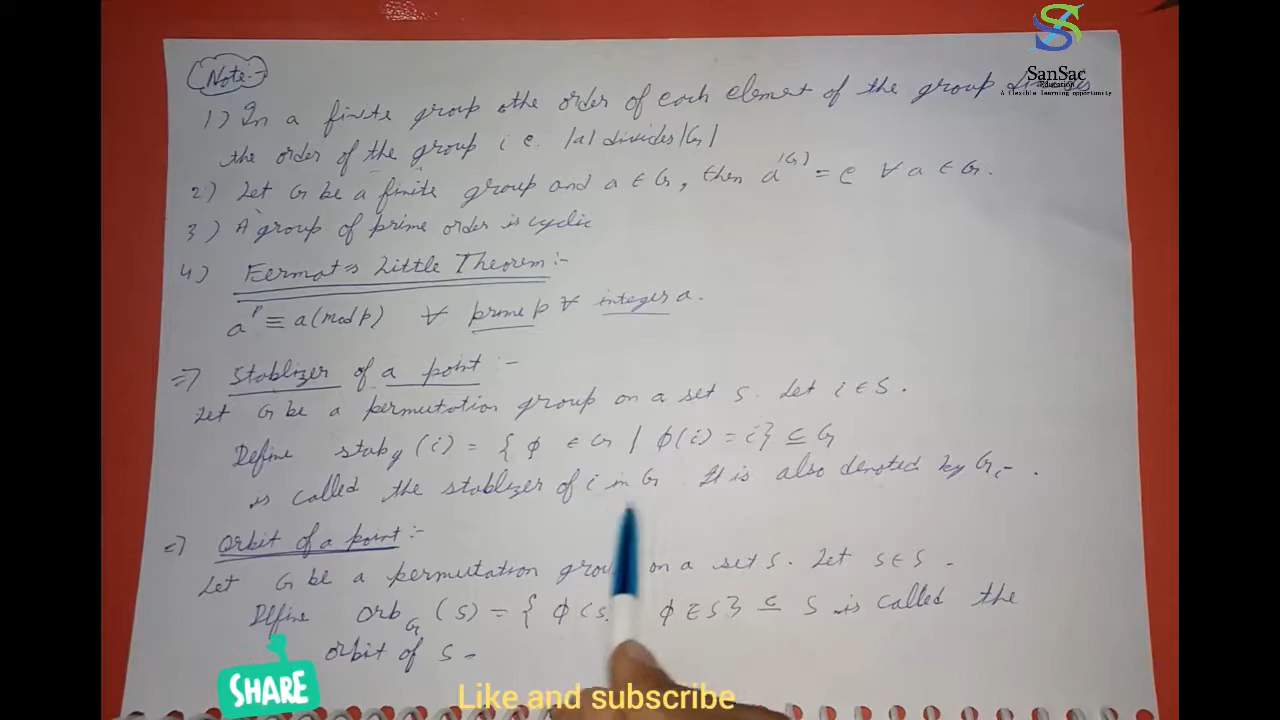 SanSac
Education
A flexible learning opportunity
Note:-
1) In a finite group the order of each element of the group divides
the order of the group i.e. |a| divides |G|
2) Let G be a finite group and a ∈ G, then a^|G| = e ∀ a ∈ G.
3) A group of prime order is cyclic
4) Fermat's Little Theorem:-
a^p ≡ a(mod p) ∀ prime p ∀ integer a.
=> Stablizer of a point :-
Let G be a permutation group on a set S. Let i ∈ S.
Define stab_G (i) = { φ ∈ G | φ(i) = i} ⊆ G
is called the stablizer of i in G. It is also denoted by G_i.
=> Orbit of a point:-
Let G be a permutation group on a set S. Let s ∈ S.
Define orb_G (s) = { φ(s φ ∈ S} ⊆ S is called the
orbit of s.
SHARE
Like and subscribe